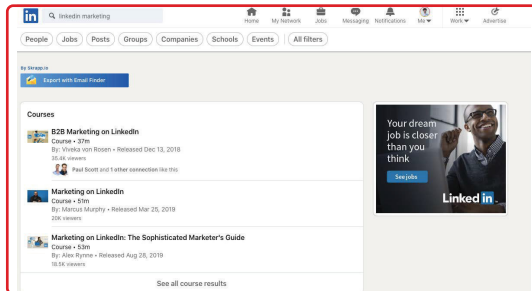 in
linkedin marketing
Home
My Network
Jobs
Messaging
Notifications
Me
Work
Advertise
People
Jobs
Posts
Groups
Companies
Schools
Events
All filters
By Skrapp.io
Export with Email Finder
Courses
B2B Marketing on LinkedIn
Course • 37m
By: Viveka von Rosen • Released Dec 13, 2018
35.4K viewers
Paul Scott and 1 other connection like this
Marketing on LinkedIn
Course • 51m
By: Marcus Murphy • Released Mar 25, 2019
20K viewers
Marketing on LinkedIn: The Sophisticated Marketer's Guide
Course • 53m
By: Alex Rynne • Released Aug 28, 2019
18.5K viewers
See all course results
Your dream
job is closer
than you
think
See jobs
Linked in